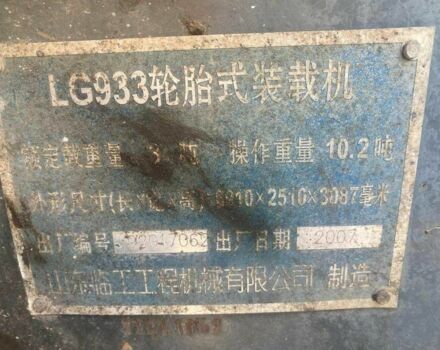 LG933轮胎式装载机
额定载重量 3 吨 操作重量 10.2吨
外形尺寸(长×宽×高) 6910×2510×3087毫米
出厂编号 出厂日期 2007
山东临工工程机械有限公司 制造